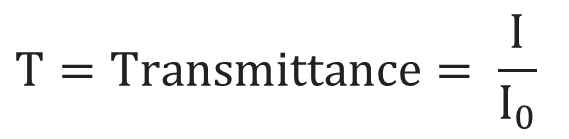 T = Transmittance = I / I₀